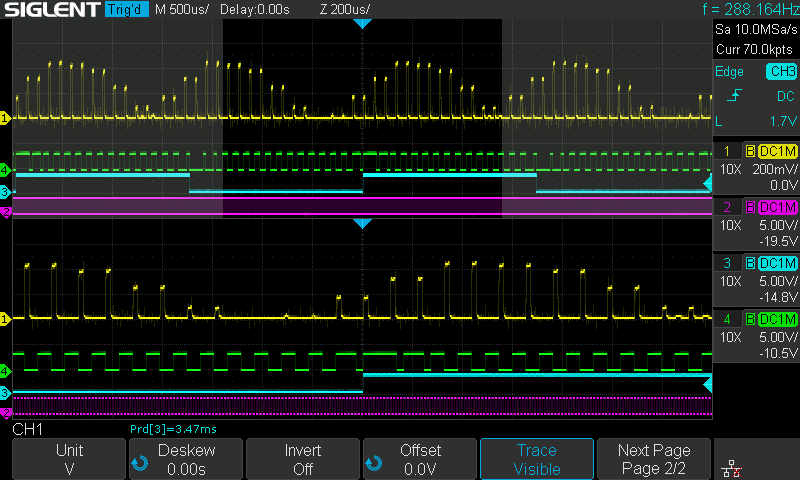 SIGLENT Trig'd M 500us/ Delay:0.00s Z 200us/ f = 288.164Hz
Sa 10.0MSa/s
Curr 70.0kpts
Edge CH3
DC
L 1.7V
1 B DC1M
10X 200mV/
0.0V
2 B DC1M
10X 5.00V/
-19.5V
3 B DC1M
10X 5.00V/
-14.8V
4 B DC1M
10X 5.00V/
-10.5V
1
4
3
2
1
4
3
2
CH1 Prd[3]=3.47ms
Unit Deskew Invert Offset Trace Next Page
V 0.00s Off 0.0V Visible Page 2/2